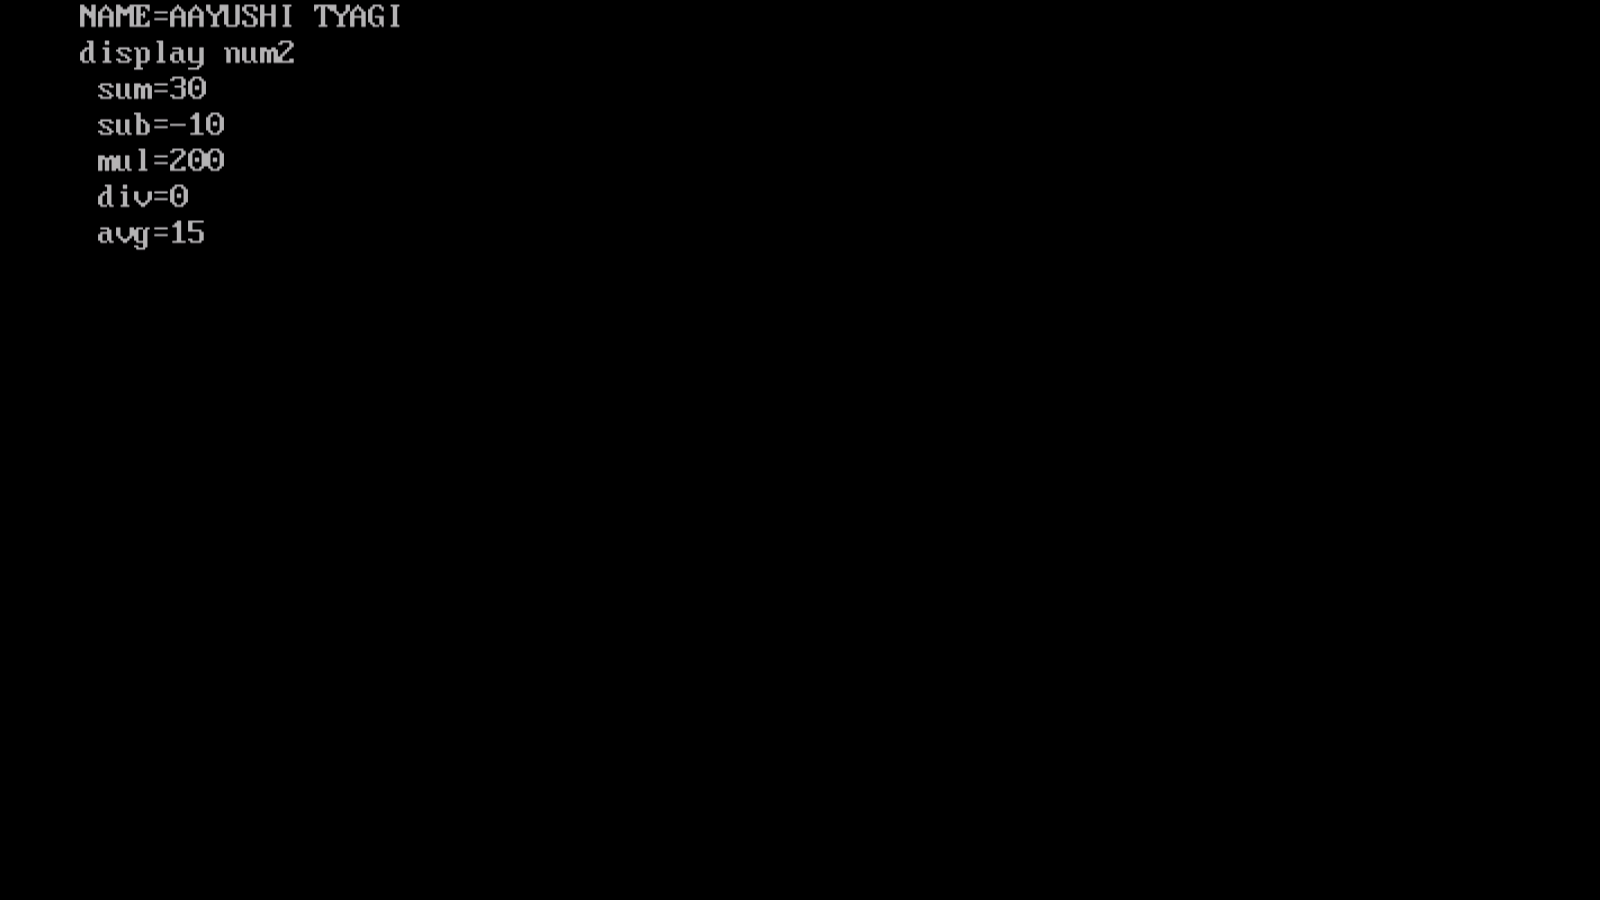 NAME=AAYUSHI TYAGI
display num2
sum=30
sub=-10
mul=200
div=0
avg=15